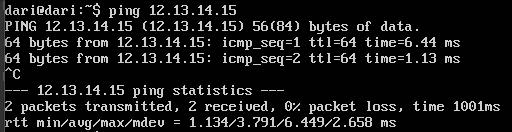 dari@dari:~$ ping 12.13.14.15
PING 12.13.14.15 (12.13.14.15) 56(84) bytes of data.
64 bytes from 12.13.14.15: icmp_seq=1 ttl=64 time=6.44 ms
64 bytes from 12.13.14.15: icmp_seq=2 ttl=64 time=1.13 ms
^C
--- 12.13.14.15 ping statistics ---
2 packets transmitted, 2 received, 0% packet loss, time 1001ms
rtt min/avg/max/mdev = 1.134/3.791/6.449/2.658 ms